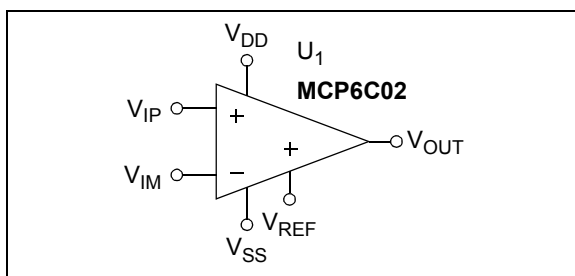 V_DD
U_1
MCP6C02
V_IP
+
+
V_OUT
V_IM
−
V_REF
V_SS